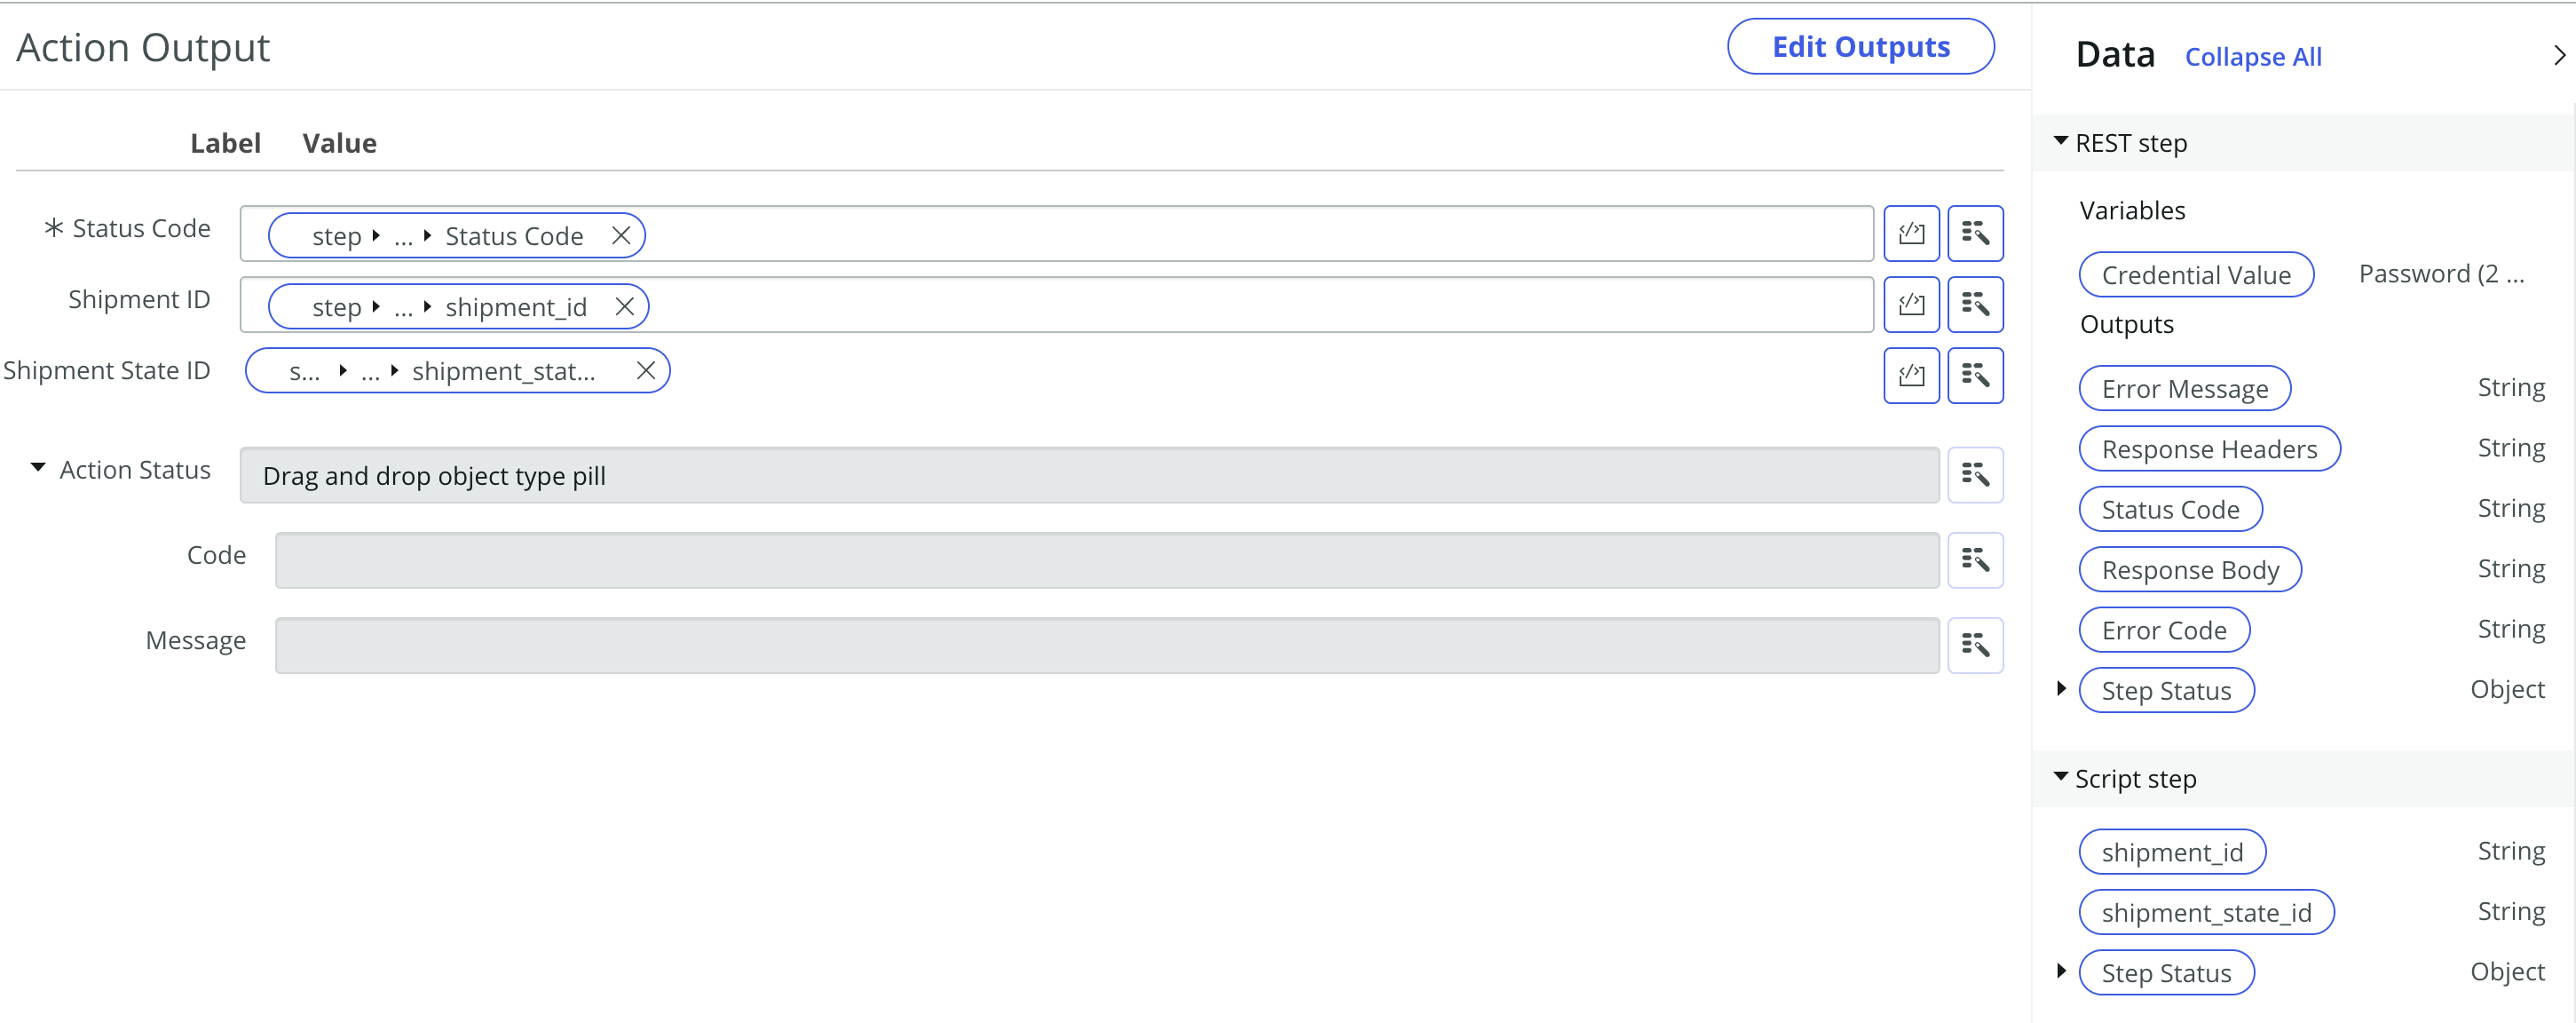 Action Output
Edit Outputs
Label Value
* Status Code step ▸ ... ▸ Status Code
Shipment ID step ▸ ... ▸ shipment_id
Shipment State ID s... ▸ ... ▸ shipment_stat...
Action Status Drag and drop object type pill
Code
Message
Data Collapse All
REST step
Variables
Credential Value Password (2 ...
Outputs
Error Message String
Response Headers String
Status Code String
Response Body String
Error Code String
Step Status Object
Script step
shipment_id String
shipment_state_id String
Step Status Object